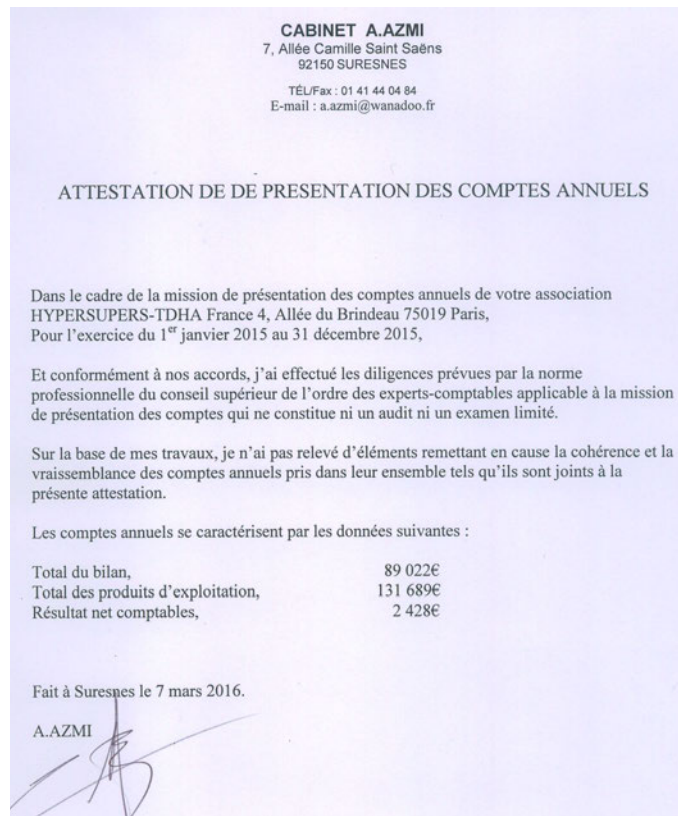 CABINET A.AZMI
7, Allée Camille Saint Saëns
92150 SURESNES
TÉL/Fax : 01 41 44 04 84
E-mail : a.azmi@wanadoo.fr
ATTESTATION DE DE PRESENTATION DES COMPTES ANNUELS
Dans le cadre de la mission de présentation des comptes annuels de votre association
HYPERSUPERS-TDHA France 4, Allée du Brindeau 75019 Paris,
Pour l'exercice du 1er janvier 2015 au 31 décembre 2015,
Et conformément à nos accords, j'ai effectué les diligences prévues par la norme
professionnelle du conseil supérieur de l'ordre des experts-comptables applicable à la mission
de présentation des comptes qui ne constitue ni un audit ni un examen limité.
Sur la base de mes travaux, je n'ai pas relevé d'éléments remettant en cause la cohérence et la
vraissemblance des comptes annuels pris dans leur ensemble tels qu'ils sont joints à la
présente attestation.
Les comptes annuels se caractérisent par les données suivantes :
Total du bilan, 89 022€
Total des produits d'exploitation, 131 689€
Résultat net comptables, 2 428€
Fait à Suresnes le 7 mars 2016.
A.AZMI